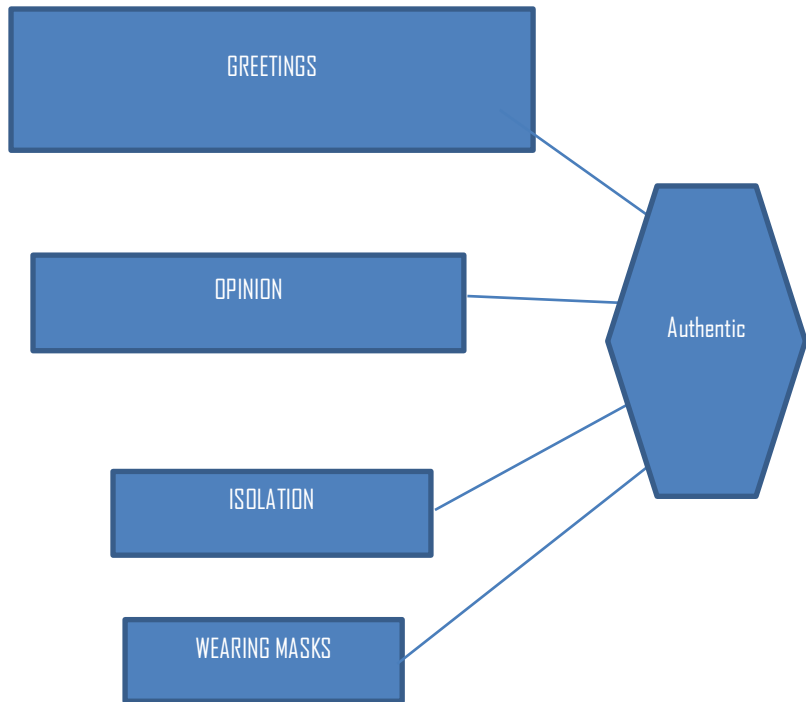 GREETINGS
OPINION
Authentic
ISOLATION
WEARING MASKS